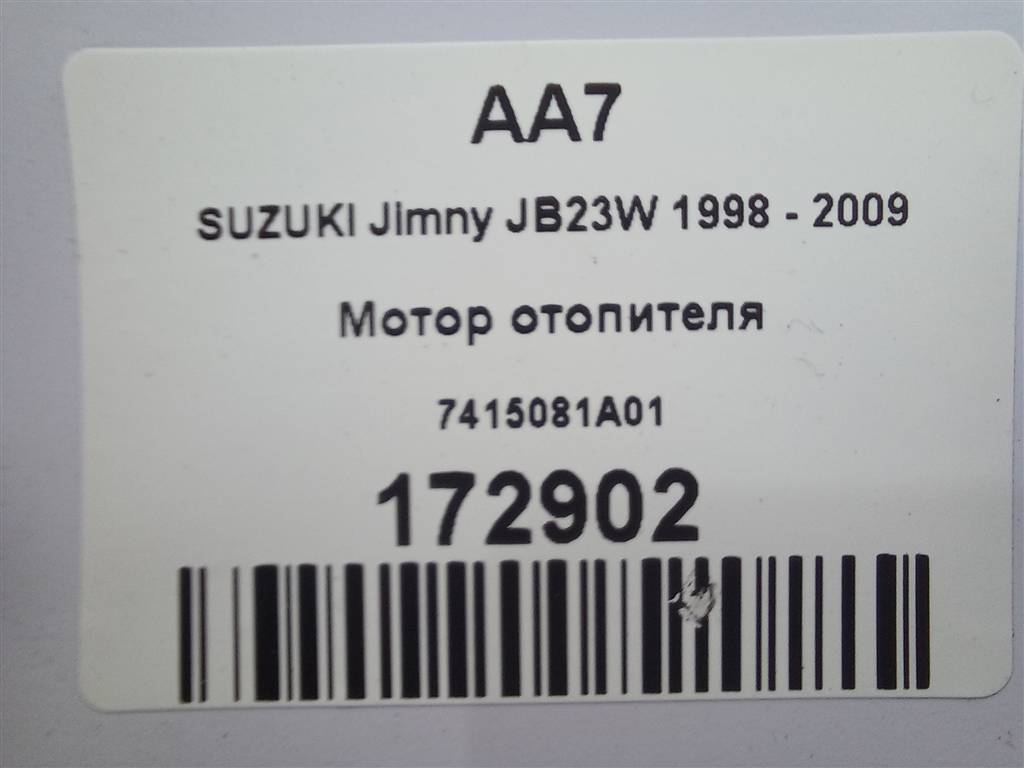 AA7
SUZUKI Jimny JB23W 1998 - 2009
Мотор отопителя
7415081A01
172902